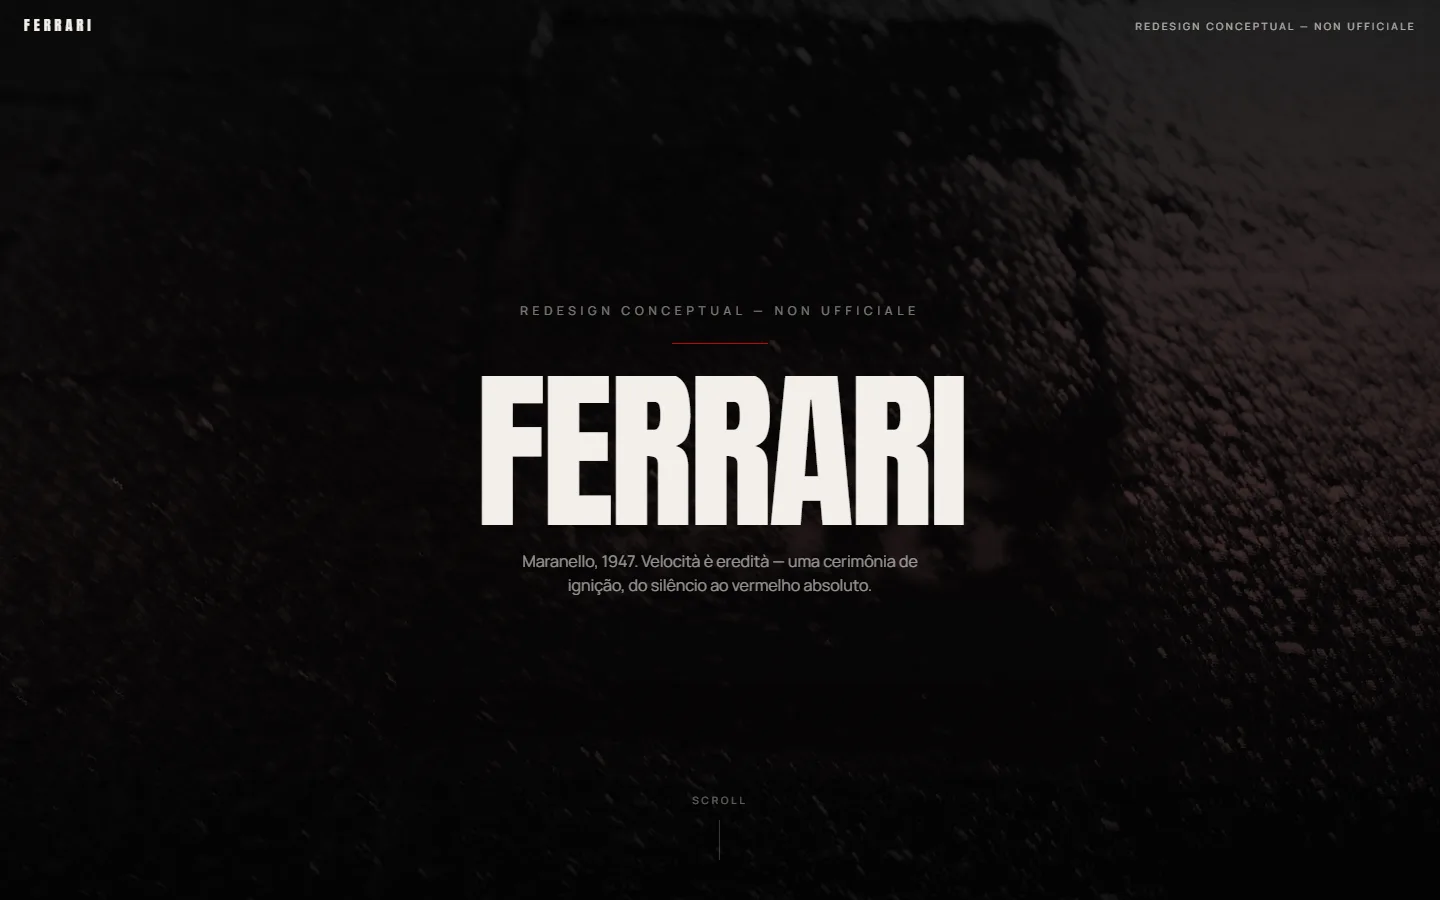 FERRARI
REDESIGN CONCEPTUAL — NON UFFICIALE
REDESIGN CONCEPTUAL — NON UFFICIALE
FERRARI
Maranello, 1947. Velocità è eredità — uma cerimônia de
ignição, do silêncio ao vermelho absoluto.
SCROLL